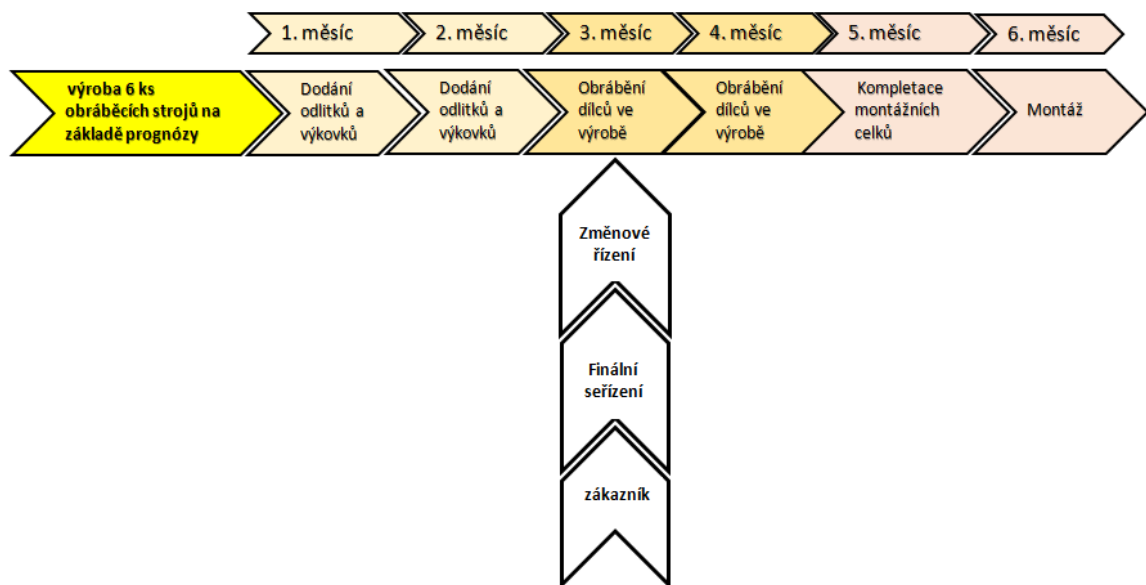 1. měsíc
2. měsíc
3. měsíc
4. měsíc
5. měsíc
6. měsíc
výroba 6 ks
obráběcích strojů na
základě prognózy
Dodání
odlitků a
výkovků
Dodání
odlitků a
výkovků
Obrábění
dílců ve
výrobě
Obrábění
dílců ve
výrobě
Kompletace
montážních
celků
Montáž
Změnové
řízení
Finální
seřízení
zákazník